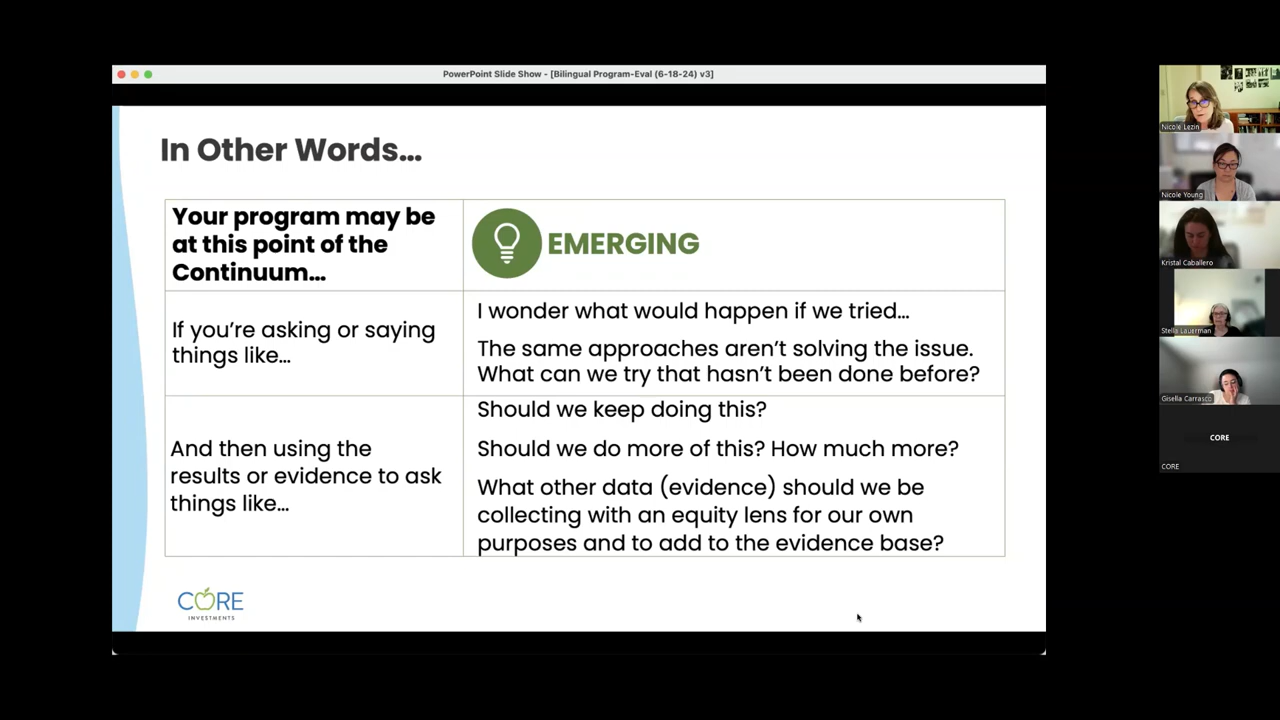 PowerPoint Slide Show - [Bilingual Program-Eval (6-18-24) v3]
In Other Words...
Your program may be
at this point of the
Continuum...
EMERGING
If you're asking or saying
things like...
I wonder what would happen if we tried...
The same approaches aren't solving the issue.
What can we try that hasn't been done before?
And then using the
results or evidence to ask
things like...
Should we keep doing this?
Should we do more of this? How much more?
What other data (evidence) should we be
collecting with an equity lens for our own
purposes and to add to the evidence base?
CORE
INVESTMENTS
Nicole Lezin
Nicole Young
Kristal Caballero
Stella Lauerman
Gisella Carrasco
CORE
CORE